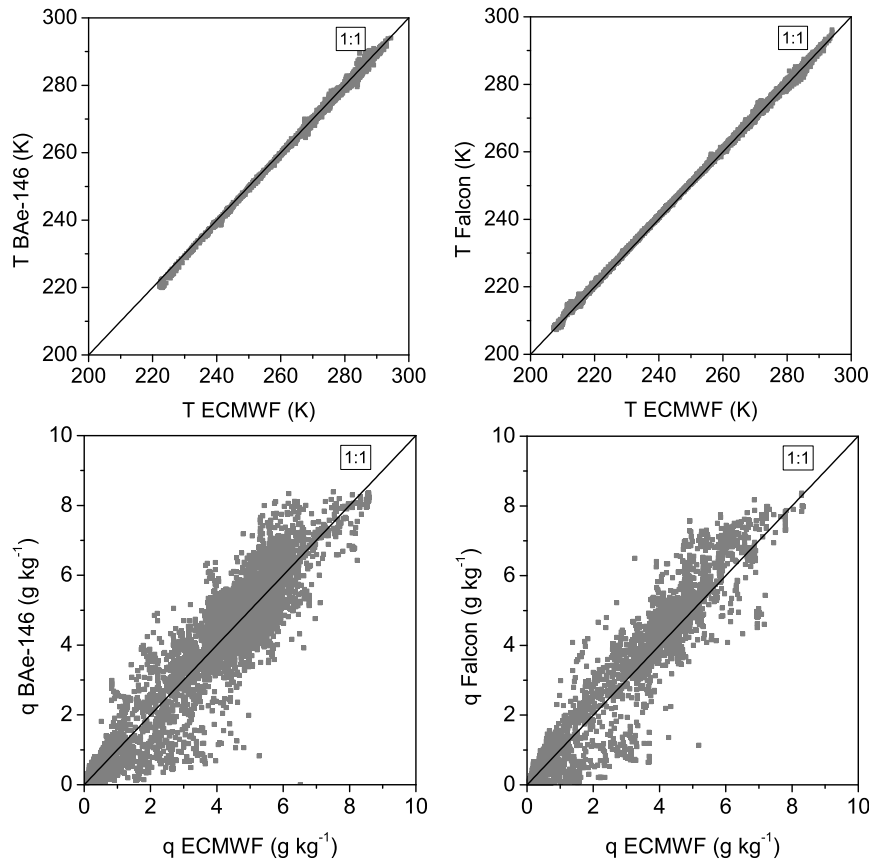 300
290
280
260
240
220
200
200 220 240 260 280 300
T BAe-146 (K)
T ECMWF (K)
1:1
300
280
260
240
220
200
200 220 240 260 280 300
T Falcon (K)
T ECMWF (K)
1:1
10
8
6
4
2
0
0 2 4 6 8 10
q BAe-146 (g kg⁻¹)
q ECMWF (g kg⁻¹)
1:1
10
8
6
4
2
0
0 2 4 6 8 10
q Falcon (g kg⁻¹)
q ECMWF (g kg⁻¹)
1:1